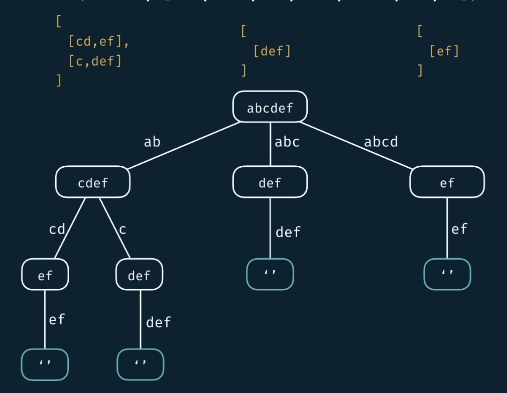 [
[cd,ef],
[c,def]
]
[
[def]
]
[
[ef]
]
abcdef
ab
abc
abcd
cdef
def
ef
cd
c
def
ef
ef
def
‘’
‘’
ef
def
‘’
‘’